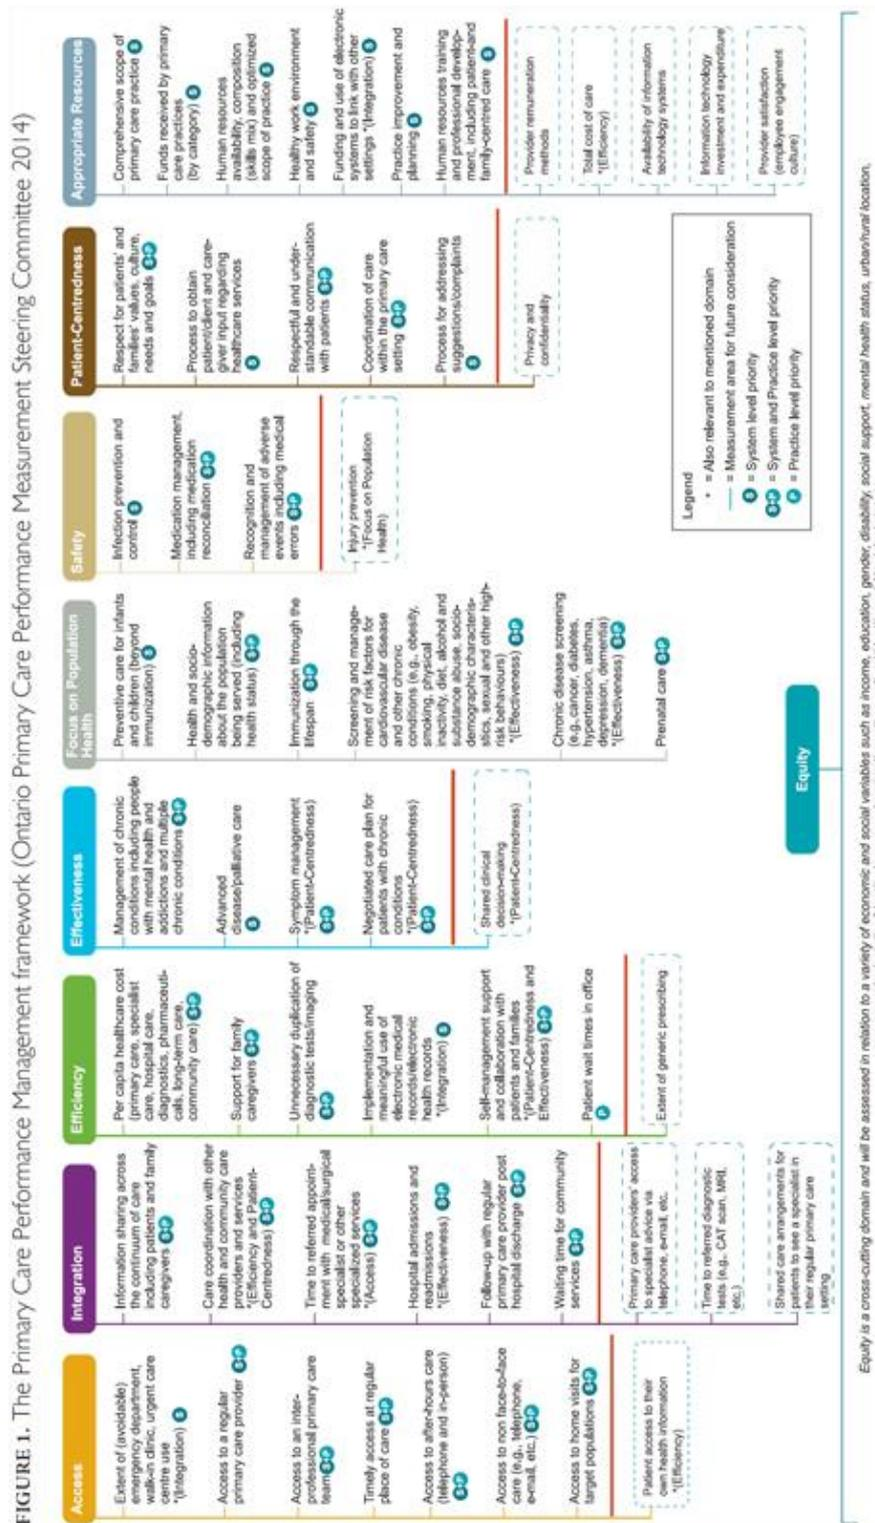 FIGURE 1. The Primary Care Performance Management framework (Ontario Primary Care Performance Measurement Steering Committee 2014)
Access
Extent of (avoidable)
emergency department,
walk-in clinic, urgent care
centre use
*(Integration) S
Access to a regular
primary care provider S-P
Access to an inter-
professional primary care
team S-P
Timely access at regular
place of care S-P
Access to after-hours care
(telephone and in-person)
S-P
Access to non face-to-face
care (e.g., telephone,
e-mail, etc.) S-P
Access to home visits for
target populations S-P
Patient access to their
own health information
*(Efficiency)
Integration
Information sharing across
the continuum of care
including patients and family
caregivers S-P
Care coordination with other
health and community care
providers and services
*(Efficiency and Patient-
Centredness) S-P
Time to referred appoint-
ment with medical/surgical
specialist or other
specialized services
*(Access) S-P
Hospital admissions and
readmissions
*(Effectiveness) S-P
Follow-up with regular
primary care provider post
hospital discharge S-P
Waiting time for community
services S-P
Primary care providers' access
to specialist advice via
telephone, e-mail, etc.
Time to referred diagnostic
tests (e.g., CAT scan, MRI,
etc.)
Shared care arrangements for
patients to see a specialist in
their regular primary care
setting
Efficiency
Per capita healthcare cost
(primary care, specialist
care, hospital care,
diagnostics, pharmaceuti-
cals, long-term care,
community care) S-P
Support for family
caregivers S-P
Unnecessary duplication of
diagnostic tests/imaging
S-P
Implementation and
meaningful use of
electronic medical
records/electronic
health records
*(Integration) S
Self-management support
and collaboration with
patients and families
*(Patient-Centredness and
Effectiveness) S-P
Patient wait times in office
P
Extent of generic prescribing
Effectiveness
Management of chronic
conditions including people
with mental health and
addictions and multiple
chronic conditions S-P
Advanced
disease/palliative care
S
Symptom management
*(Patient-Centredness)
S-P
Negotiated care plan for
patients with chronic
conditions
*(Patient-Centredness)
S-P
Shared clinical
decision-making
*(Patient-Centredness)
Focus on Population
Health
Preventive care for infants
and children (beyond
immunization) S
Health and socio-
demographic information
about the population
being served (including
health status) S-P
Immunization through the
lifespan S-P
Screening and manage-
ment of risk factors for
cardiovascular disease
and other chronic
conditions (e.g., obesity,
smoking, physical
inactivity, diet, alcohol and
substance abuse, socio-
demographic characteris-
stics, sexual and other high-
risk behaviours)
*(Effectiveness) S-P
Chronic disease screening
(e.g., cancer, diabetes,
hypertension, asthma,
depression, dementia)
*(Effectiveness) S-P
Prenatal care S-P
Safety
Infection prevention and
control S
Medication management,
including medication
reconciliation S-P
Recognition and
management of adverse
events including medical
errors S-P
Injury prevention
*(Focus on Population
Health)
Patient-Centredness
Respect for patients' and
families' values, culture,
needs and goals S-P
Process to obtain
patient/client and care-
giver input regarding
healthcare services
S
Respectful and under-
standable communication
with patients S-P
Coordination of care
within the primary care
setting S-P
Process for addressing
suggestions/complaints
S
Privacy and
confidentiality
Appropriate Resources
Comprehensive scope of
primary care practice S
Funds received by primary
care practices
(by category) S
Human resources
availability, composition
(skills mix) and optimized
scope of practice S
Healthy work environment
and safety S
Funding and use of electronic
systems to link with other
settings *(Integration) S
Practice improvement and
planning S
Human resources training
and professional develop-
ment, including patient-and
family-centred care S
Provider remuneration
methods
Total cost of care
*(Efficiency)
Availability of information
technology systems
Information technology
investment and expenditure
Provider satisfaction
(employee engagement
culture)
Legend
* = Also relevant to mentioned domain
= Measurement area for future consideration
S = System level priority
S-P = System and Practice level priority
P = Practice level priority
Equity
Equity is a cross-cutting domain and will be assessed in relation to a variety of economic and social variables such as income, education, gender, disability, social support, mental health status, urban/rural location,